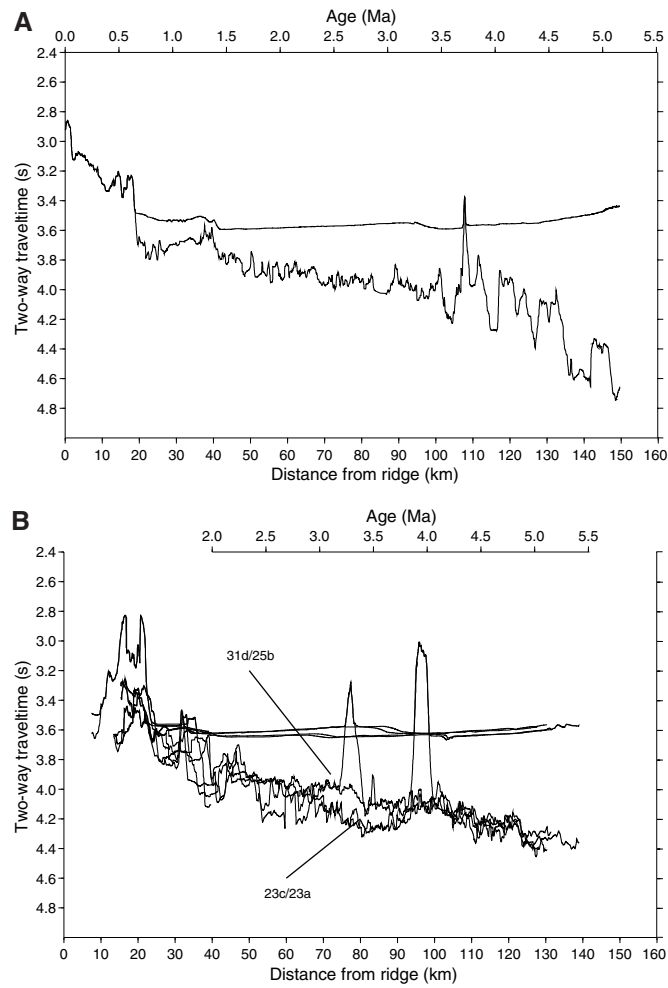 A
Age (Ma)
0.0 0.5 1.0 1.5 2.0 2.5 3.0 3.5 4.0 4.5 5.0 5.5
2.4
2.6
2.8
3.0
3.2
3.4
3.6
3.8
4.0
4.2
4.4
4.6
4.8
Two-way traveltime (s)
0 10 20 30 40 50 60 70 80 90 100 110 120 130 140 150 160
Distance from ridge (km)
B
Age (Ma)
2.0 2.5 3.0 3.5 4.0 4.5 5.0 5.5
2.4
2.6
2.8
3.0
3.2
3.4
3.6
3.8
4.0
4.2
4.4
4.6
4.8
Two-way traveltime (s)
31d/25b
23c/23a
0 10 20 30 40 50 60 70 80 90 100 110 120 130 140 150 160
Distance from ridge (km)